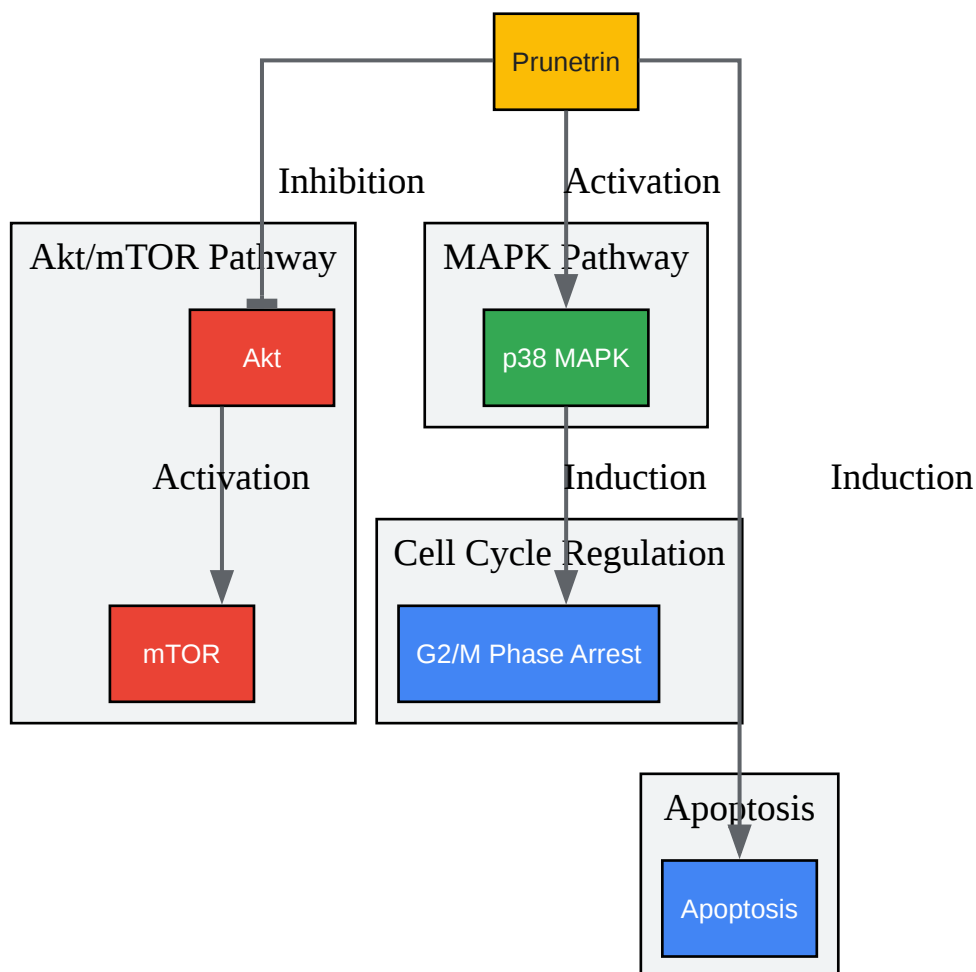 Prunetrin
Inhibition
Activation
Akt/mTOR Pathway
MAPK Pathway
Akt
p38 MAPK
Activation
Induction
Induction
Cell Cycle Regulation
mTOR
G2/M Phase Arrest
Apoptosis
Apoptosis